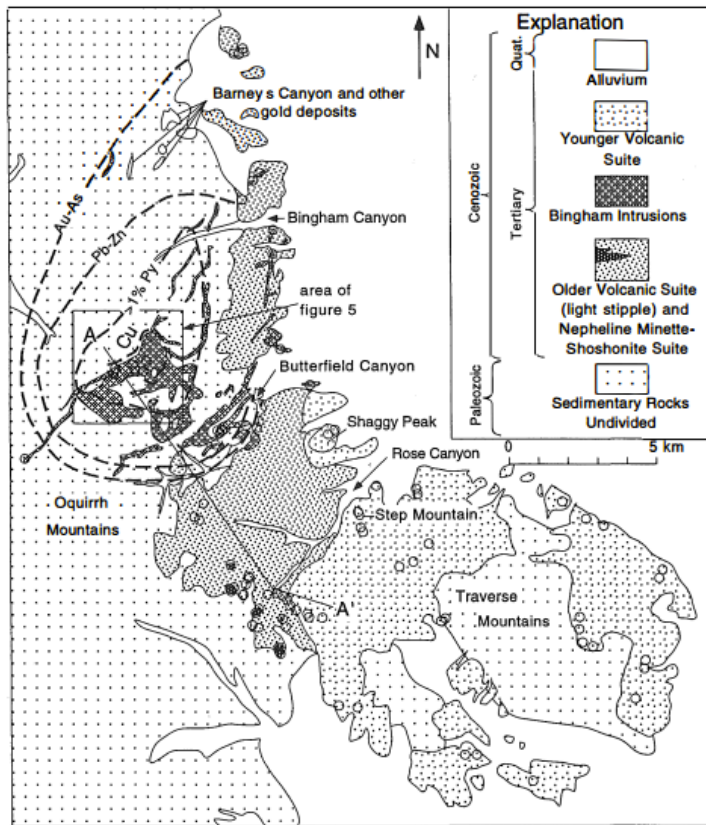 Explanation
Quat.
Alluvium
Cenozoic
Tertiary
Younger Volcanic
Suite
Bingham Intrusions
Older Volcanic Suite
(light stipple) and
Nepheline Minette-
Shoshonite Suite
Paleozoic
Sedimentary Rocks
Undivided
0 5 km
N
Barney s Canyon and other
gold deposits
Au-As
Pb-Zn
>1% Py
Cu
Bingham Canyon
area of
figure 5
A
Butterfield Canyon
Shaggy Peak
Rose Canyon
Oquirrh
Mountains
Step Mountain
A'
Traverse
Mountains